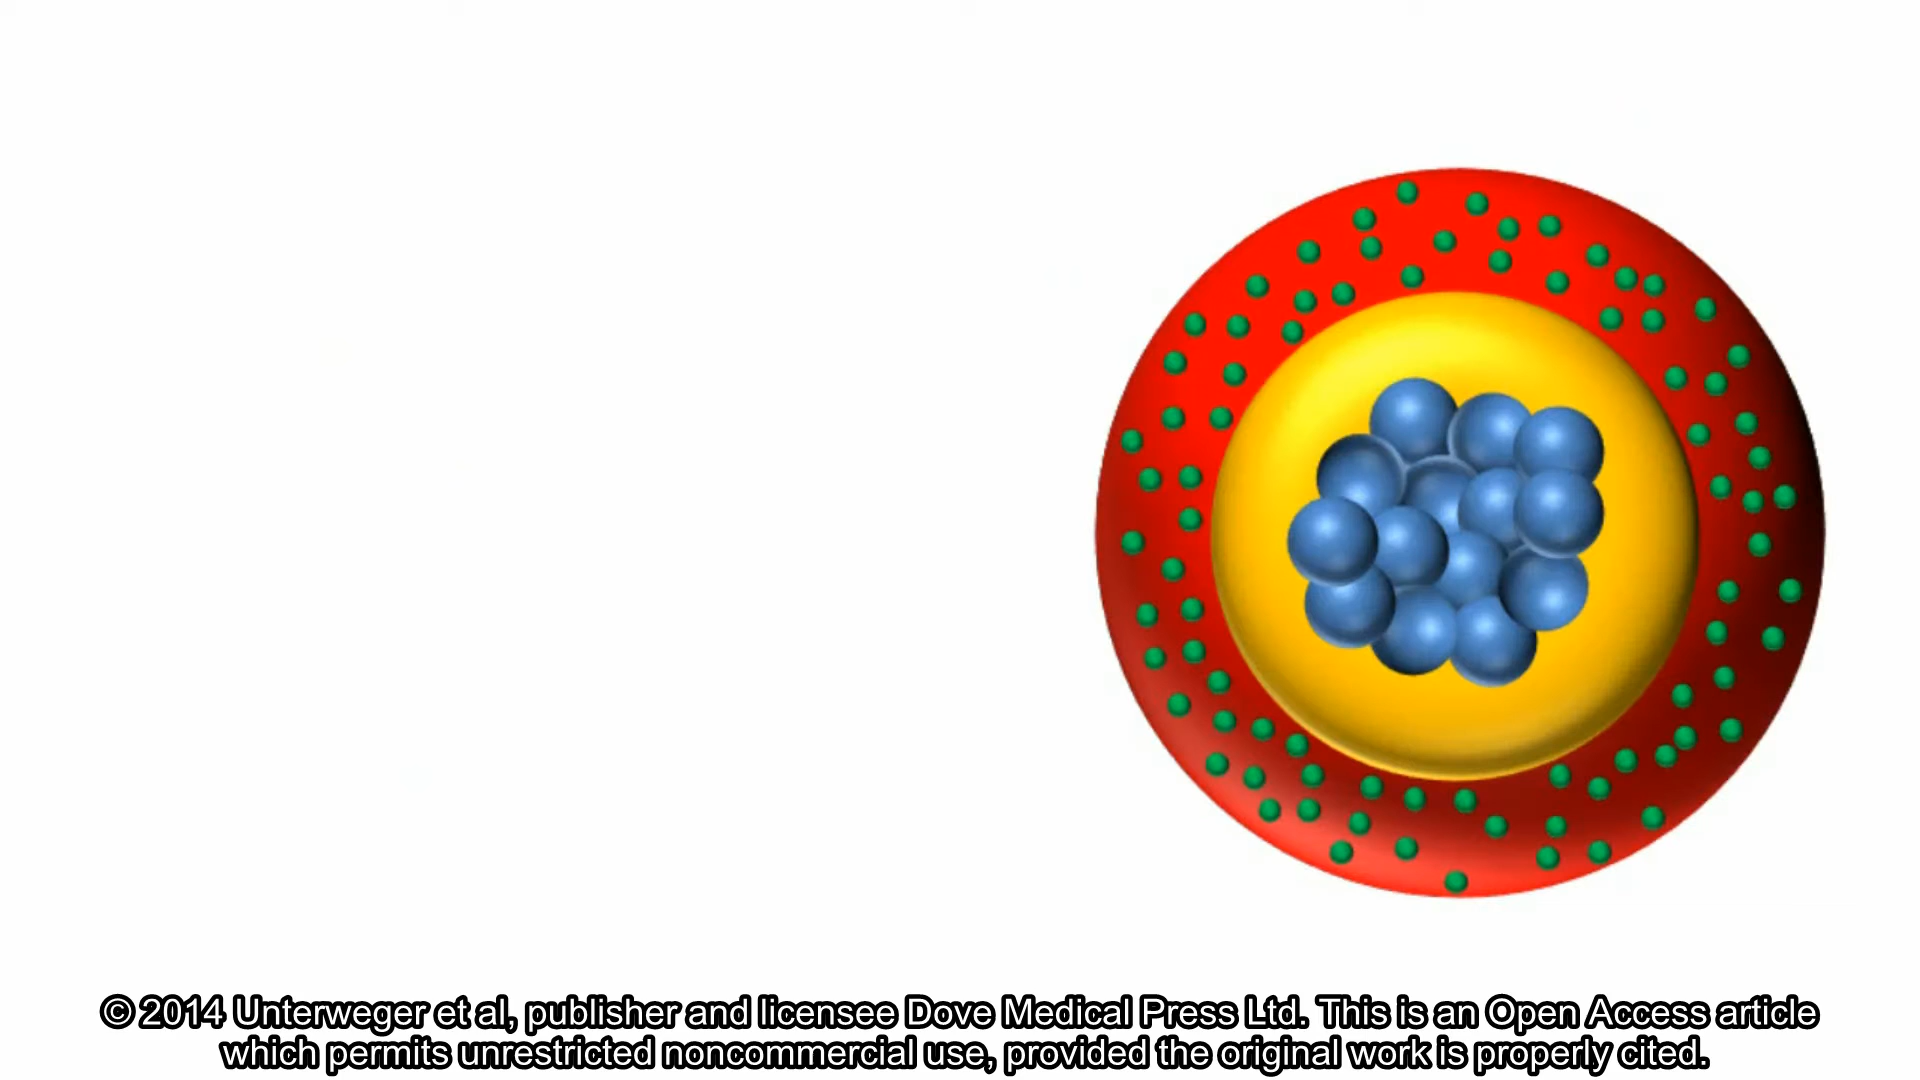 © 2014 Unterweger et al, publisher and licensee Dove Medical Press Ltd. This is an Open Access article
which permits unrestricted noncommercial use, provided the original work is properly cited.